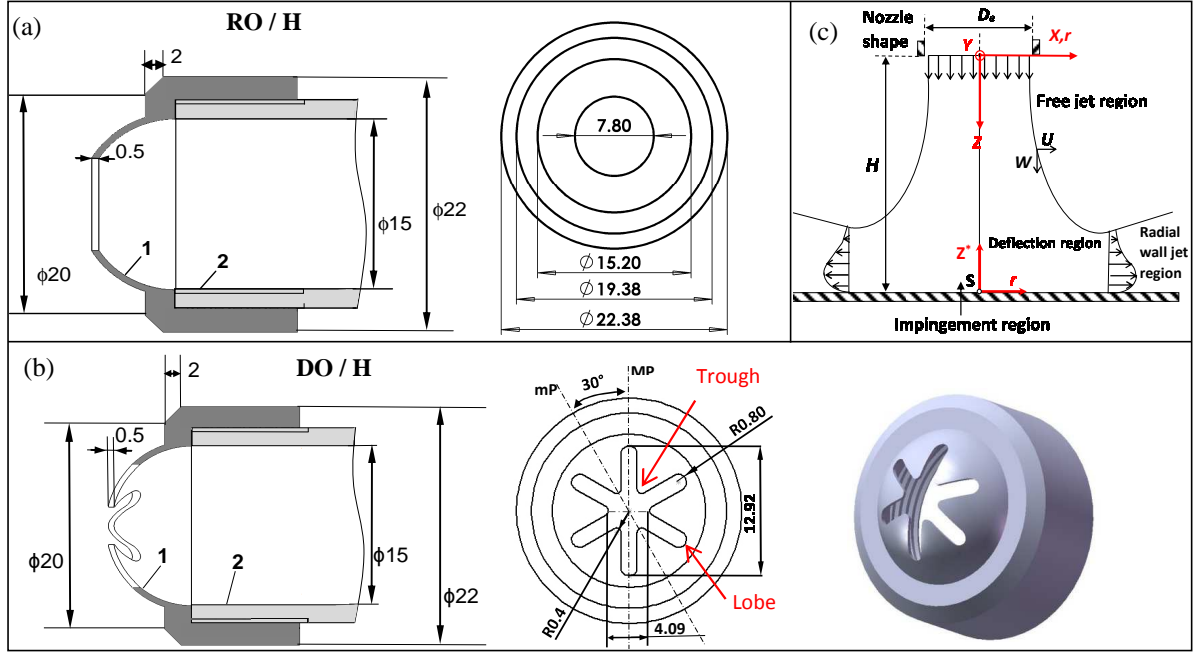 (a)
RO / H
2
0.5
ϕ20
1
2
ϕ15
ϕ22
7.80
∅ 15.20
∅ 19.38
∅ 22.38
(c)
Nozzle
shape
Dₑ
Y
X,r
Free jet region
Z
U
W
H
Deflection region
Z*
Radial
wall jet
region
S
r
Impingement region
(b)
DO / H
2
0.5
ϕ20
1
2
ϕ15
ϕ22
mP
30°
MP
Trough
R0.80
12.92
Lobe
R0.4
4.09